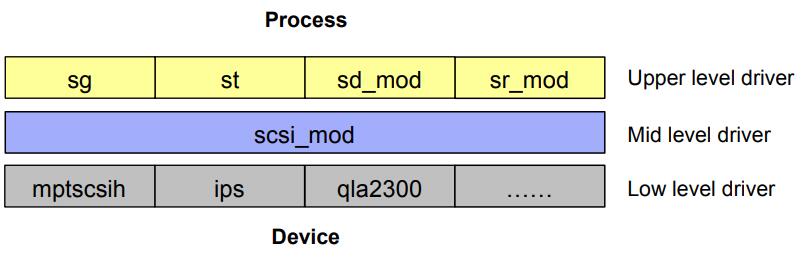 Process
sg st sd_mod sr_mod Upper level driver
scsi_mod Mid level driver
mptscsih ips qla2300 ...... Low level driver
Device